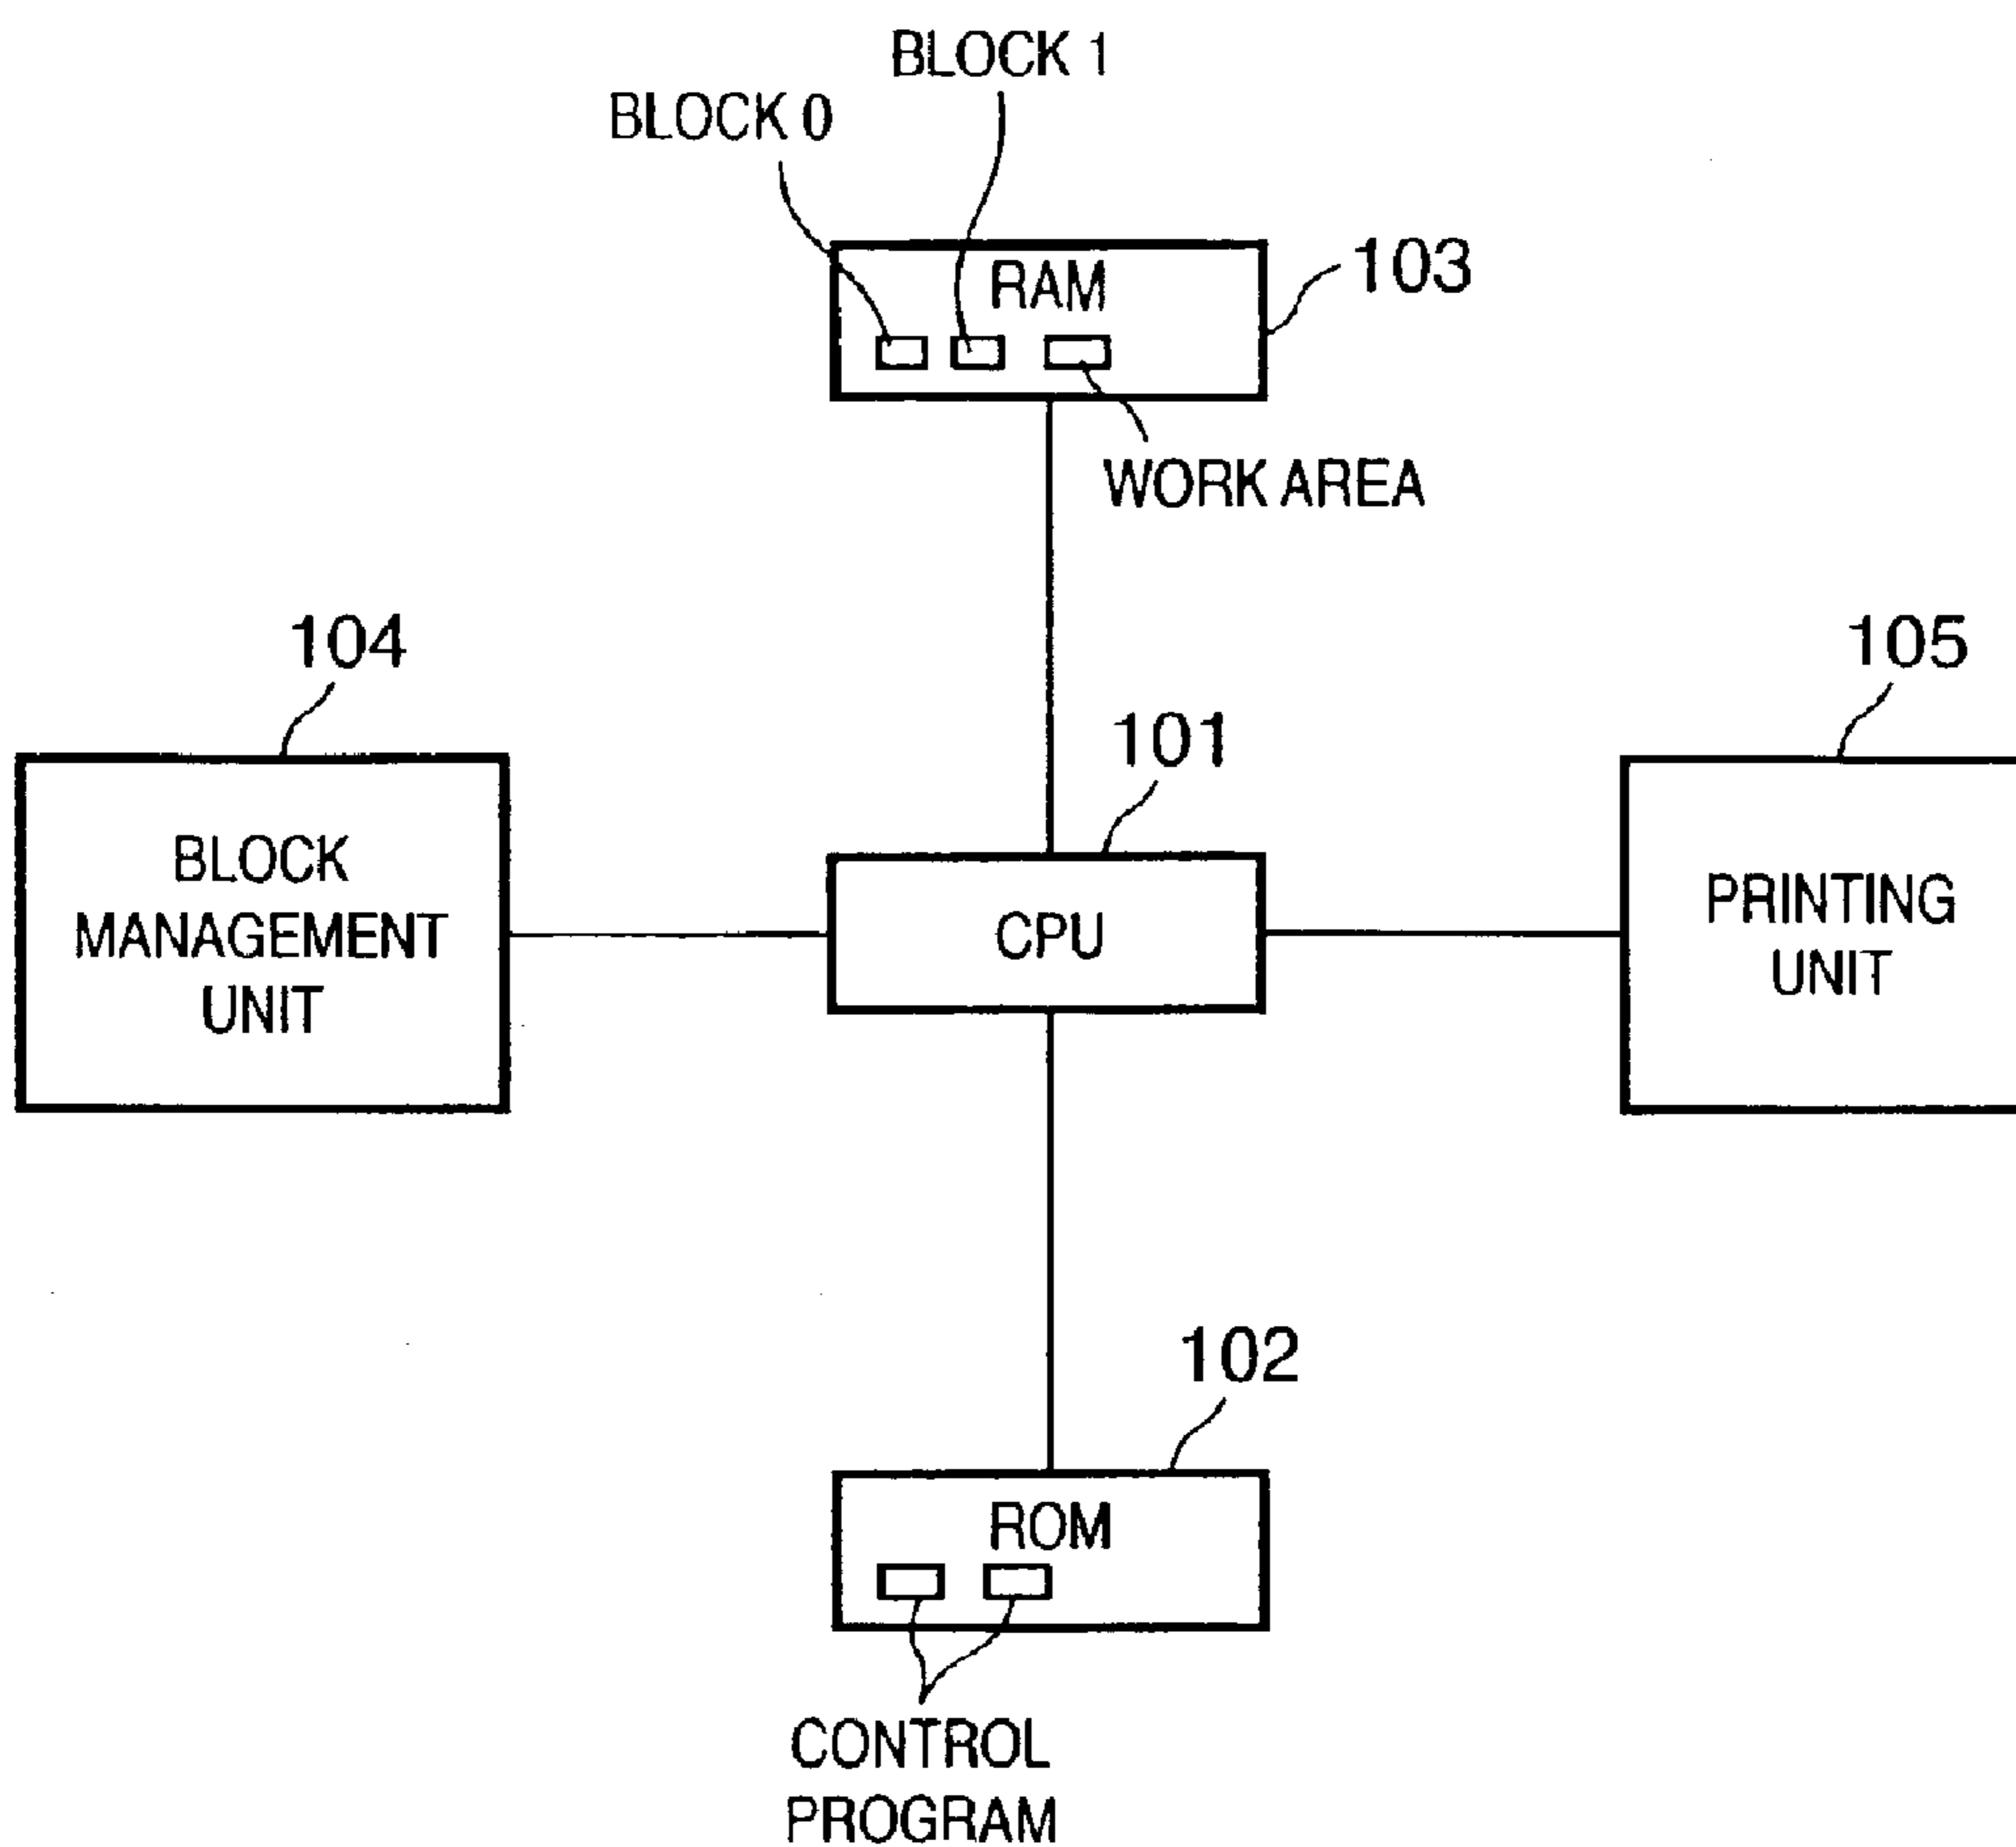 BLOCK 1
BLOCK 0
RAM
103
WORK AREA
104
105
101
BLOCK
MANAGEMENT
UNIT
CPU
PRINTING
UNIT
102
ROM
CONTROL
PROGRAM